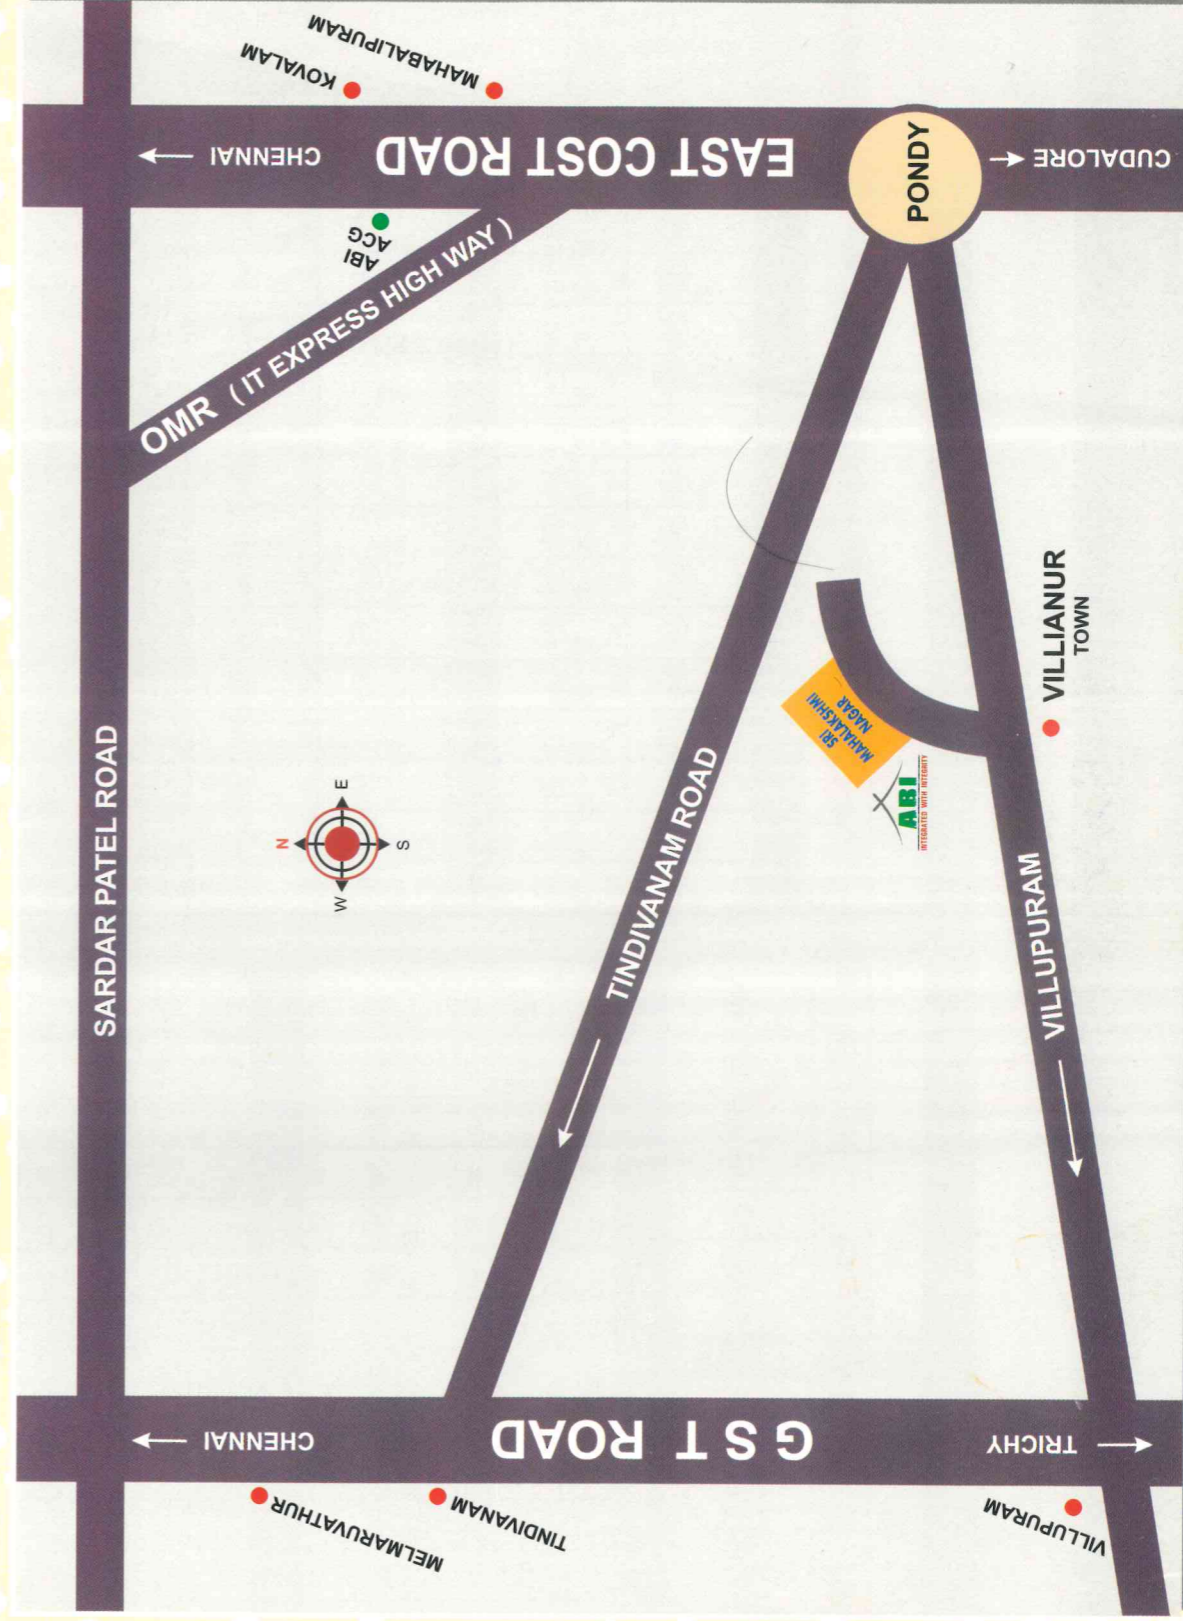 SARDAR PATEL ROAD
MAHABALIPURAM
KOVALAM
CHENNAI
EAST COST ROAD
PONDY
CUDALORE
ABI
ACG
OMR ( IT EXPRESS HIGH WAY )
N
E
W
S
TINDIVANAM ROAD
SRI
MAHALAKSHMI
NAGAR
ABI
INTEGRATED WITH INTEGRITY
VILLIANUR
TOWN
VILLUPURAM
CHENNAI
G S T ROAD
TRICHY
MELMARUVATHUR
TINDIVANAM
VILLUPURAM